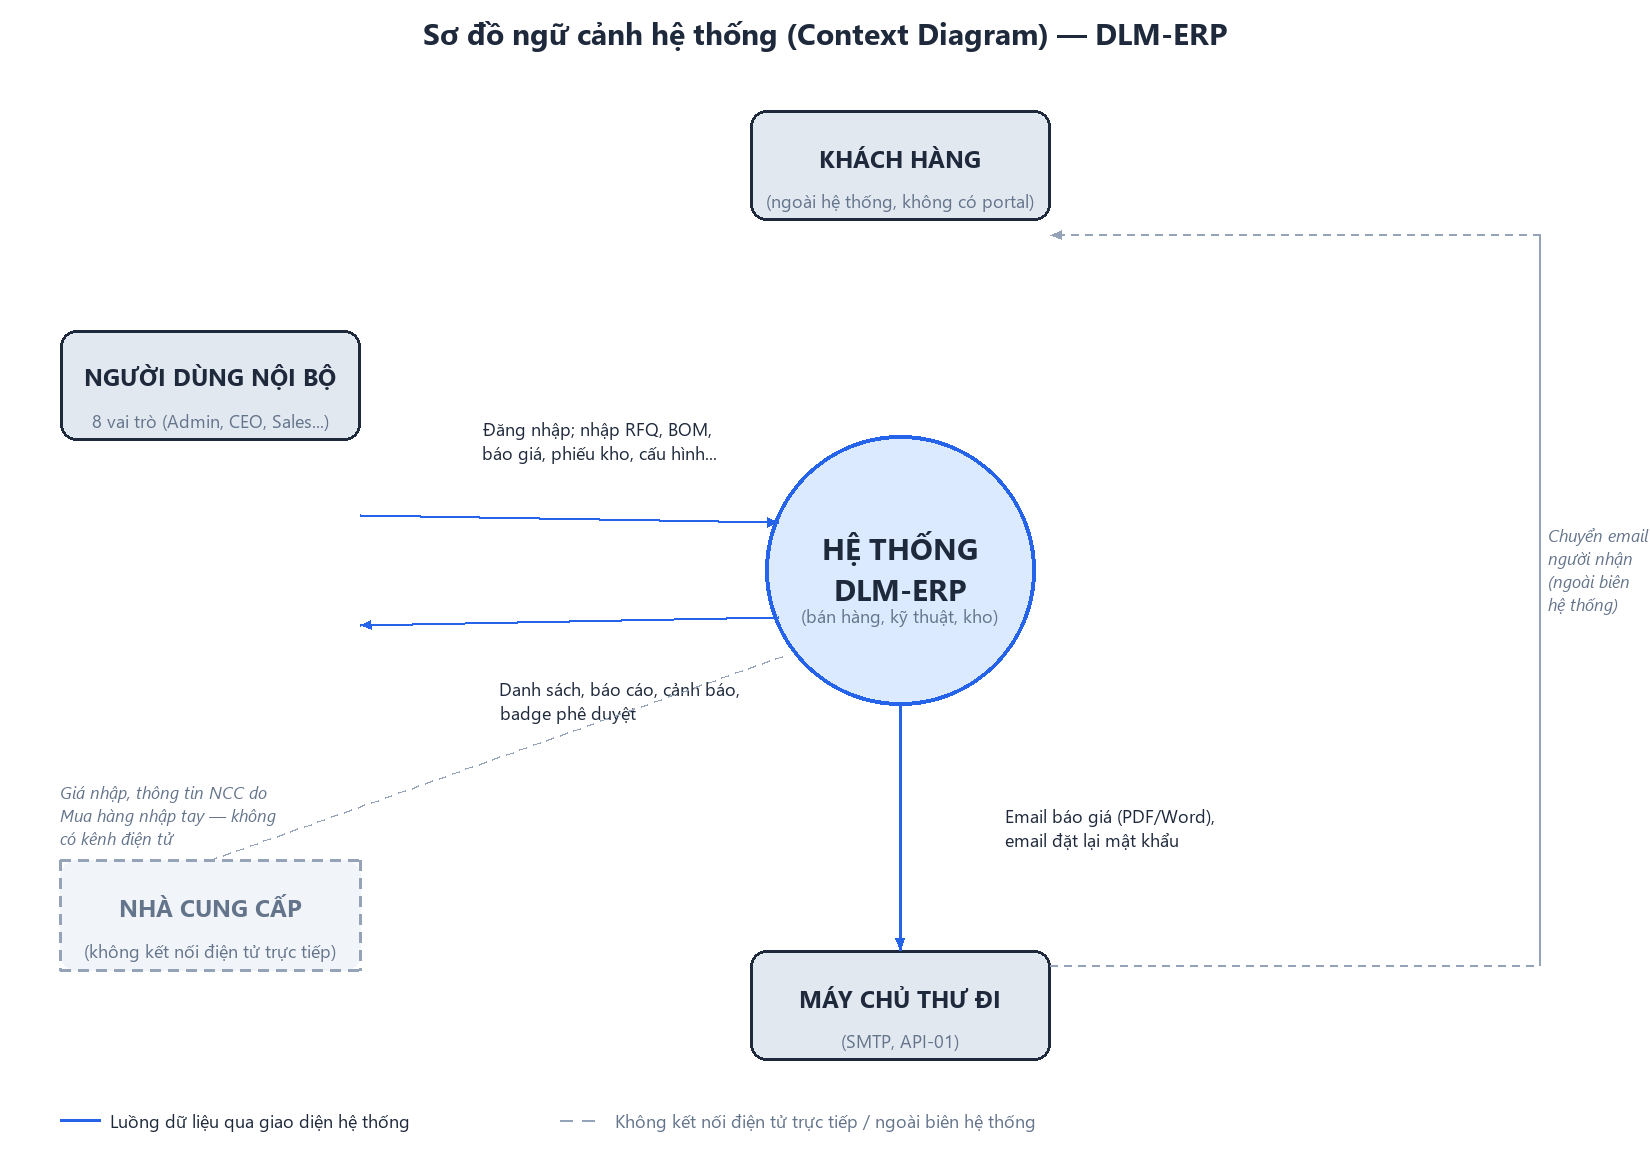 Sơ đồ ngữ cảnh hệ thống (Context Diagram) — DLM-ERP
KHÁCH HÀNG
(ngoài hệ thống, không có portal)
NGƯỜI DÙNG NỘI BỘ
8 vai trò (Admin, CEO, Sales...)
Đăng nhập; nhập RFQ, BOM,
báo giá, phiếu kho, cấu hình...
HỆ THỐNG
DLM-ERP
(bán hàng, kỹ thuật, kho)
Chuyển email
người nhận
(ngoài biên
hệ thống)
Danh sách, báo cáo, cảnh báo,
badge phê duyệt
Giá nhập, thông tin NCC do
Mua hàng nhập tay — không
có kênh điện tử
NHÀ CUNG CẤP
(không kết nối điện tử trực tiếp)
Email báo giá (PDF/Word),
email đặt lại mật khẩu
MÁY CHỦ THƯ ĐI
(SMTP, API-01)
Luồng dữ liệu qua giao diện hệ thống
Không kết nối điện tử trực tiếp / ngoài biên hệ thống